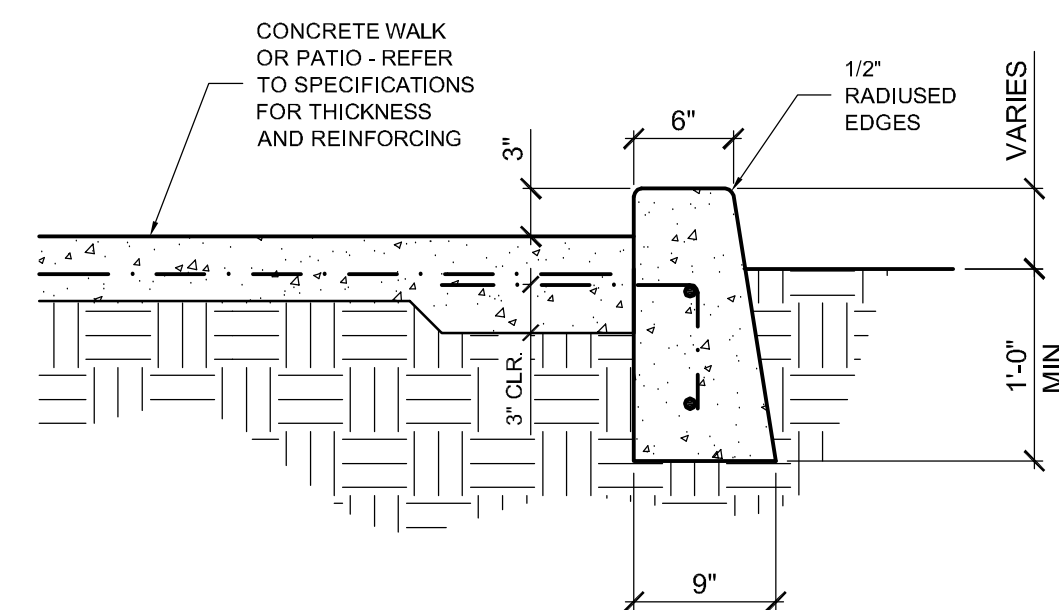 CONCRETE WALK
OR PATIO - REFER
TO SPECIFICATIONS
FOR THICKNESS
AND REINFORCING
3"
6"
1/2"
RADIUSED
EDGES
VARIES
3" CLR.
1'-0"
MIN
9"